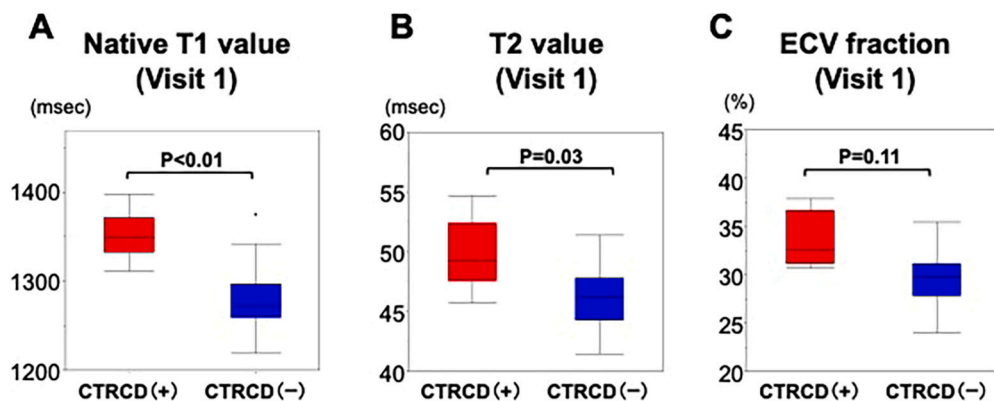 A
Native T1 value
(Visit 1)
(msec)
P<0.01
1400
1300
1200
CTRCD(+)
CTRCD(−)
B
T2 value
(Visit 1)
(msec)
60
P=0.03
55
50
45
40
CTRCD(+)
CTRCD(−)
C
ECV fraction
(Visit 1)
(%)
45
P=0.11
40
35
30
25
20
CTRCD(+)
CTRCD(−)